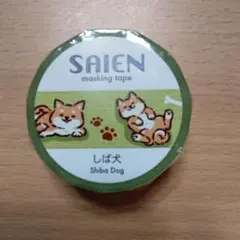 SAIEN
masking tape
しば犬
Shiba Dog